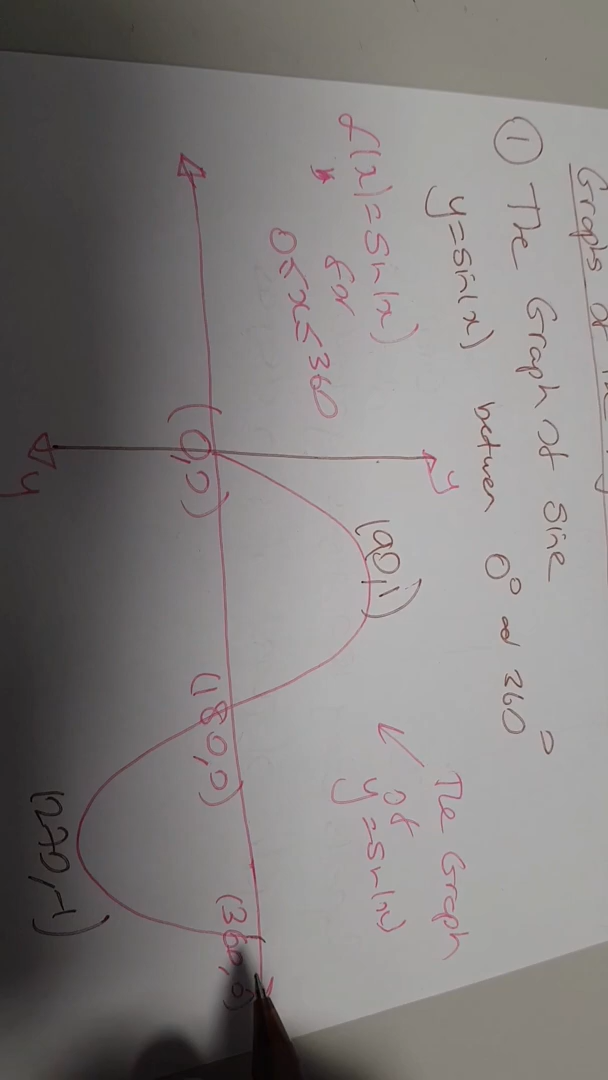 Graphs of the
① The Graph of Sine
y=sin(x) between 0° and 360°
f(x)=Sin(x)
y
for
0≤x≤360
y
(90,1)
The Graph
of
y=sin(x)
(0,0)
(180,0)
(360,0)
(270,-1)
y